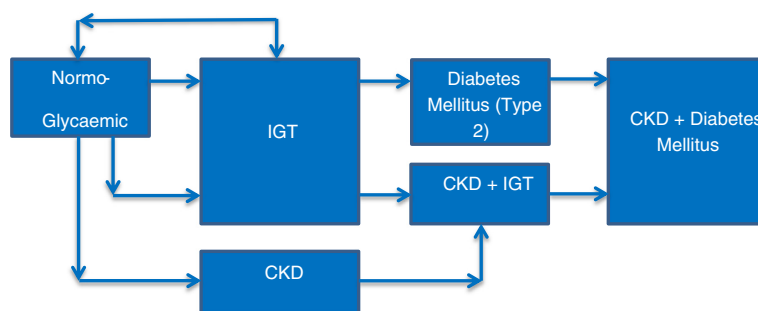 Normo-
Glycaemic
IGT
Diabetes
Mellitus (Type
2)
CKD + IGT
CKD
CKD + Diabetes
Mellitus